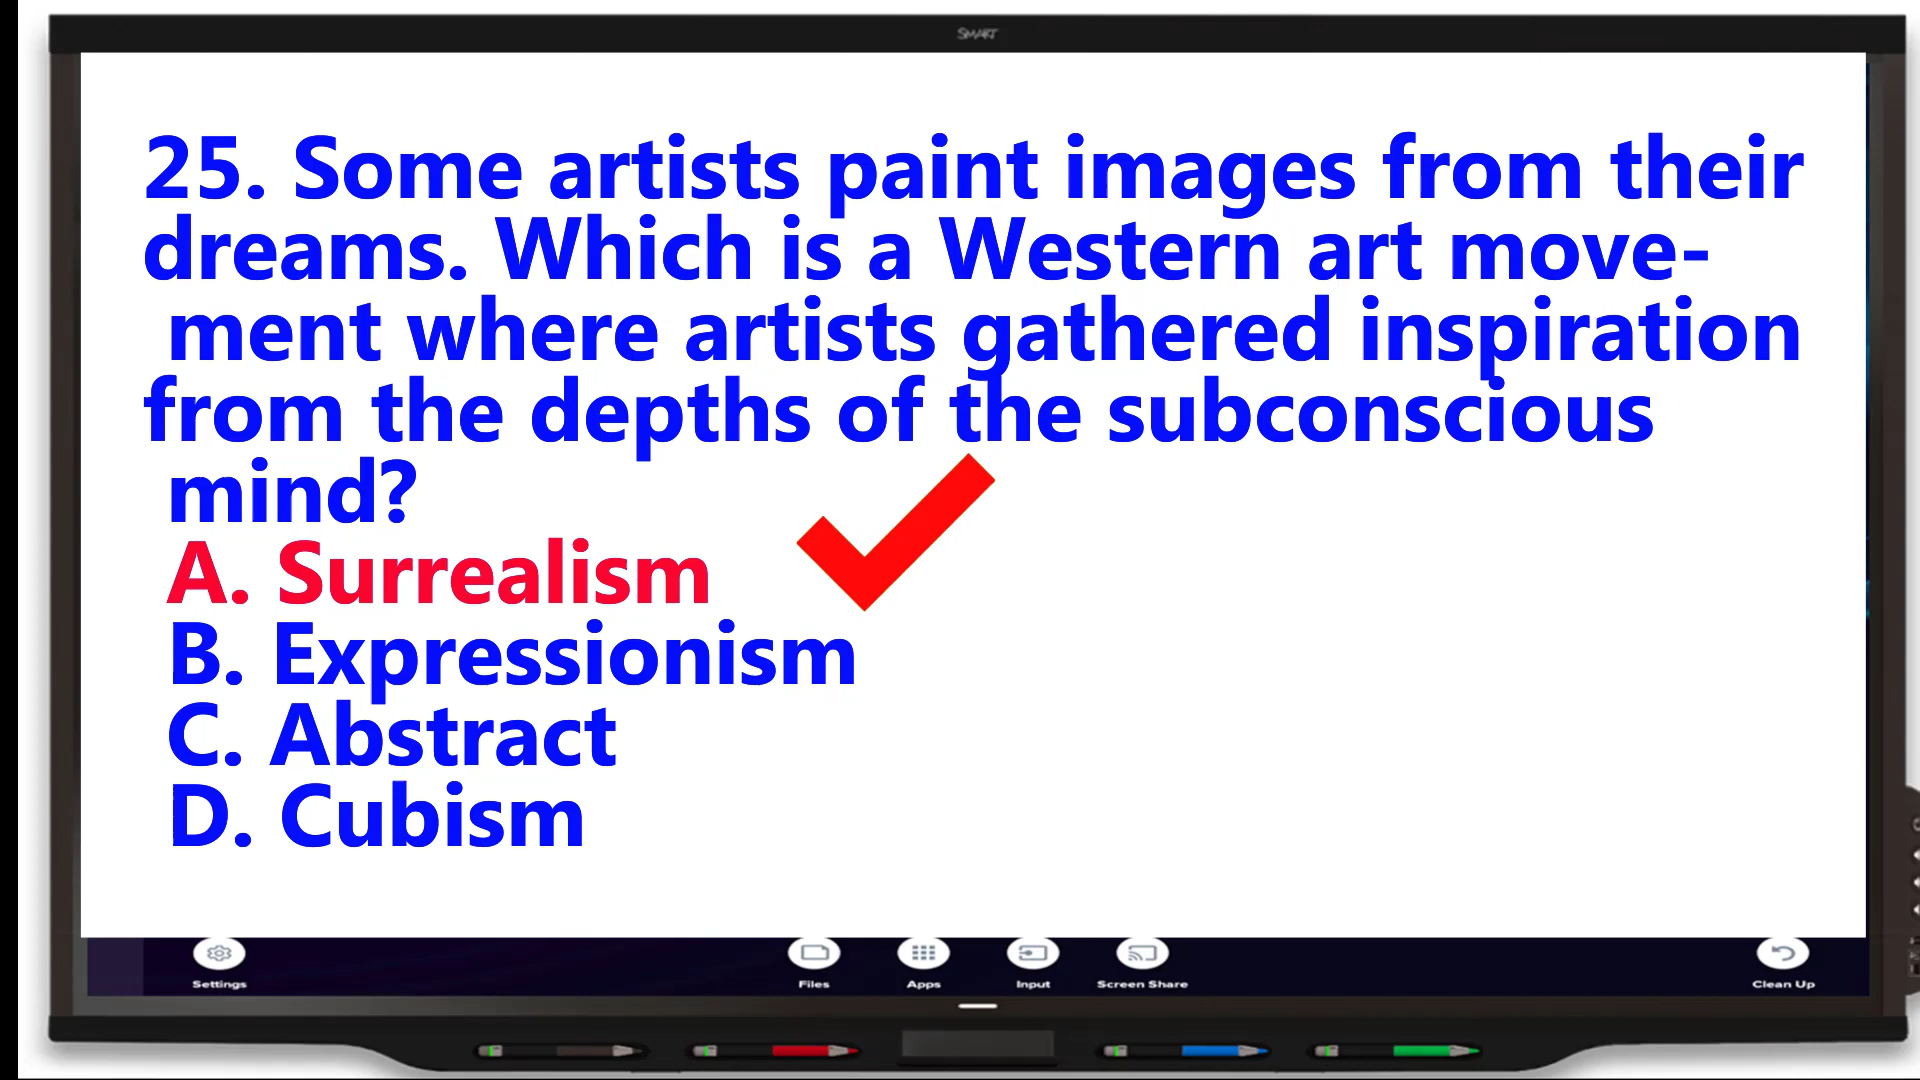 SMART
25. Some artists paint images from their
dreams. Which is a Western art move-
ment where artists gathered inspiration
from the depths of the subconscious
mind?
A. Surrealism
B. Expressionism
C. Abstract
D. Cubism
Settings
Files
Apps
Input
Screen Share
Clean Up